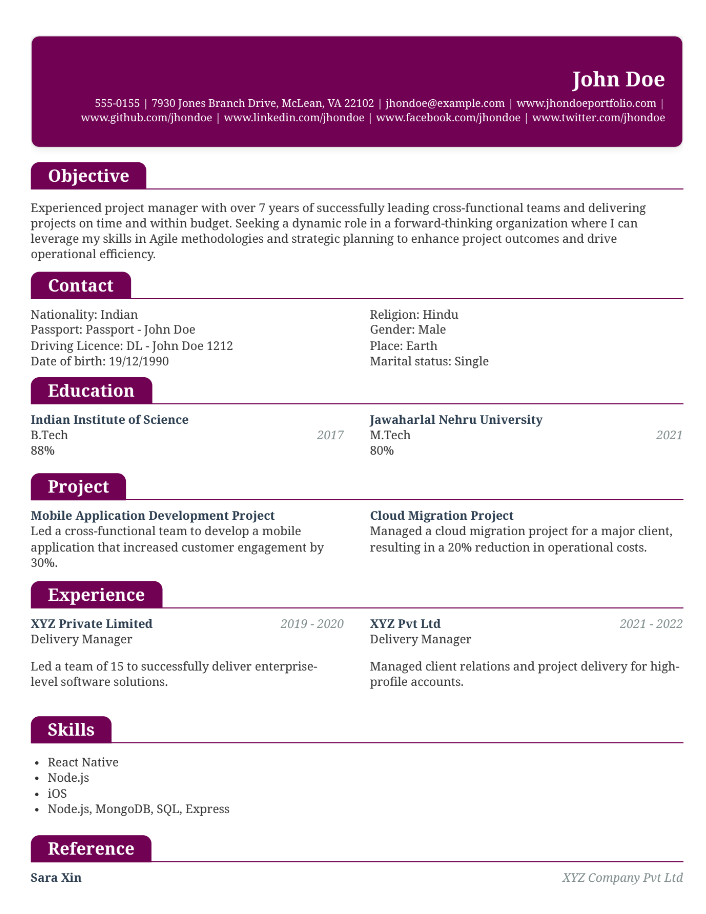 John Doe
555-0155 | 7930 Jones Branch Drive, McLean, VA 22102 | jhondoe@example.com | www.jhondoeportfolio.com |
www.github.com/jhondoe | www.linkedin.com/jhondoe | www.facebook.com/jhondoe | www.twitter.com/jhondoe
Objective
Experienced project manager with over 7 years of successfully leading cross-functional teams and delivering
projects on time and within budget. Seeking a dynamic role in a forward-thinking organization where I can
leverage my skills in Agile methodologies and strategic planning to enhance project outcomes and drive
operational efficiency.
Contact
Nationality: Indian
Passport: Passport - John Doe
Driving Licence: DL - John Doe 1212
Date of birth: 19/12/1990
Religion: Hindu
Gender: Male
Place: Earth
Marital status: Single
Education
Indian Institute of Science
B.Tech 2017
88%
Jawaharlal Nehru University
M.Tech 2021
80%
Project
Mobile Application Development Project
Led a cross-functional team to develop a mobile
application that increased customer engagement by
30%.
Cloud Migration Project
Managed a cloud migration project for a major client,
resulting in a 20% reduction in operational costs.
Experience
XYZ Private Limited 2019 - 2020
Delivery Manager
Led a team of 15 to successfully deliver enterprise-
level software solutions.
XYZ Pvt Ltd 2021 - 2022
Delivery Manager
Managed client relations and project delivery for high-
profile accounts.
Skills
• React Native
• Node.js
• iOS
• Node.js, MongoDB, SQL, Express
Reference
Sara Xin XYZ Company Pvt Ltd